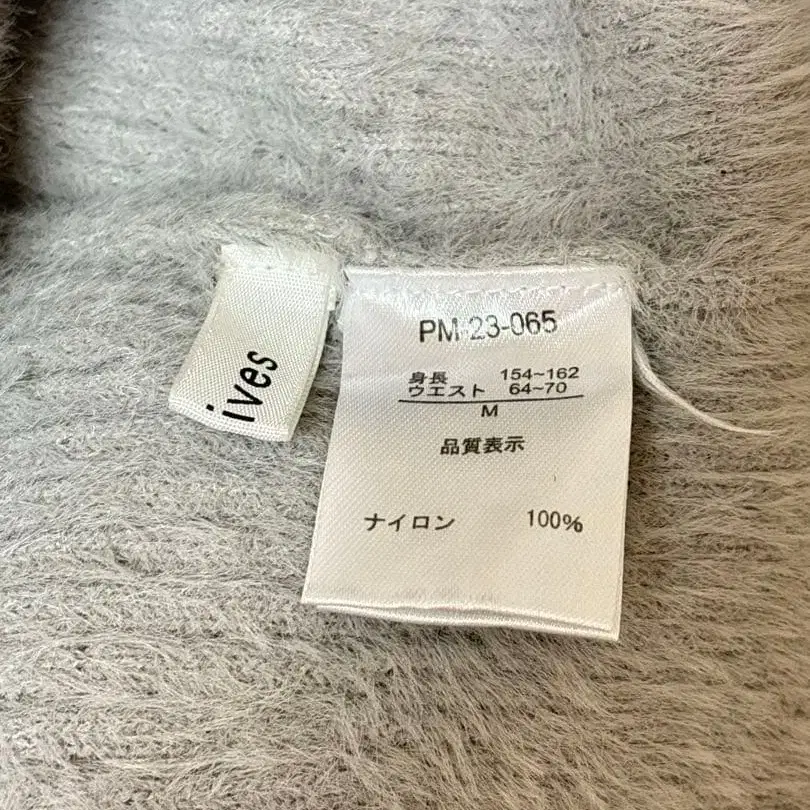 ives
PM-23-065
身長 154~162
ウエスト 64~70
M
品質表示
ナイロン 100%